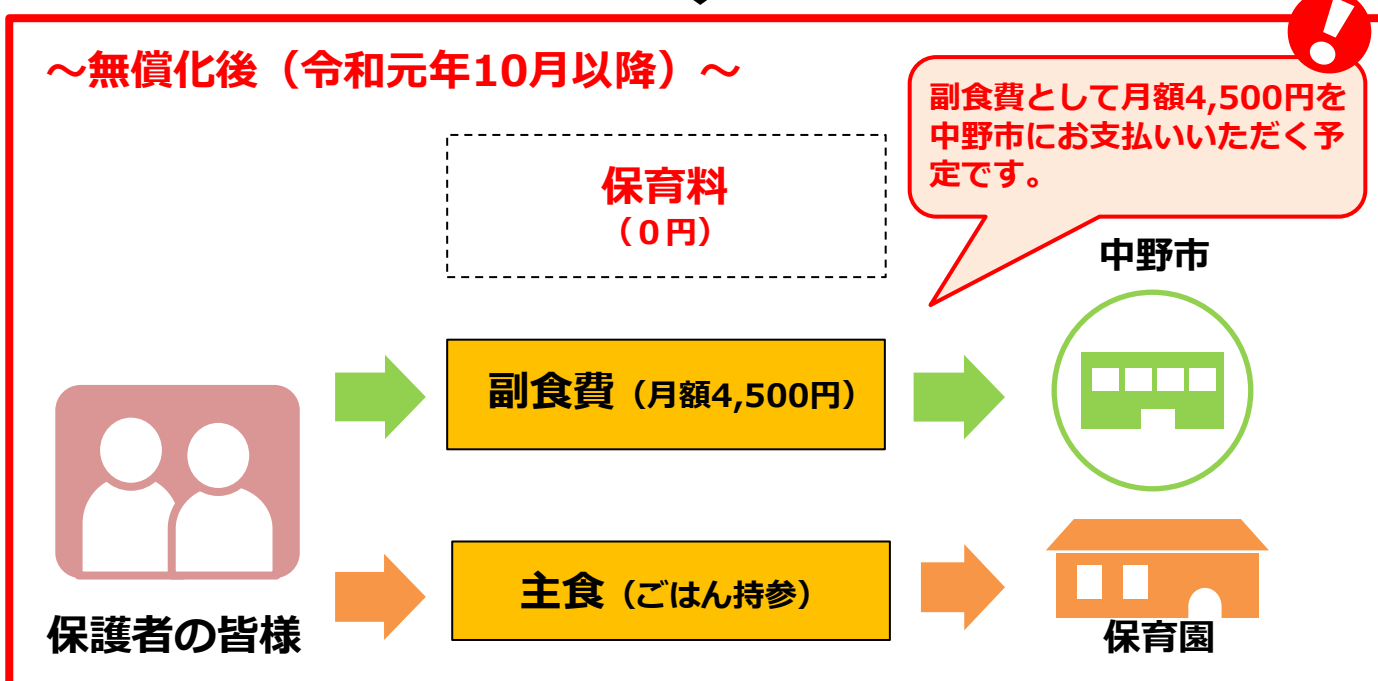 ～無償化後（令和元年10月以降）～
副食費として月額4,500円を
中野市にお支払いいただく予
定です。
保育料
（０円）
中野市
副食費（月額4,500円）
主食（ごはん持参）
保護者の皆様
保育園